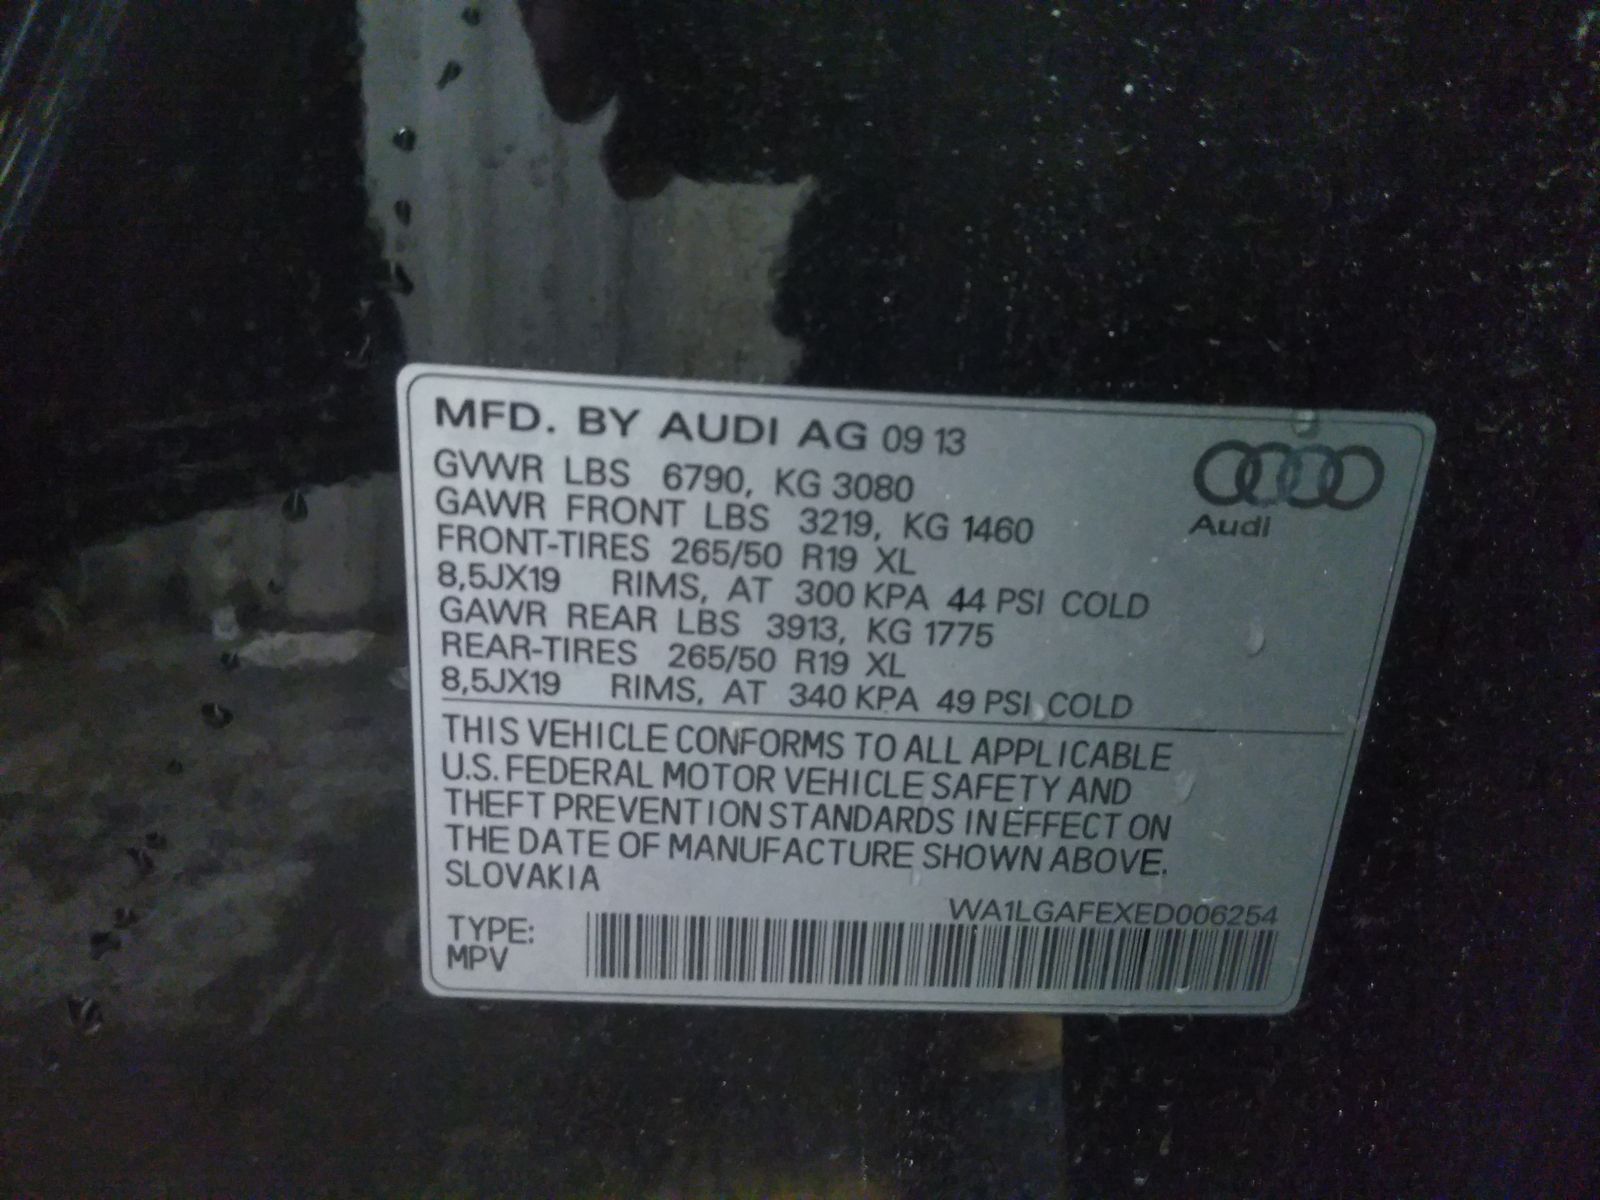 MFD. BY AUDI AG 09 13
GVWR LBS 6790, KG 3080
GAWR FRONT LBS 3219, KG 1460
FRONT-TIRES 265/50 R19 XL
8,5JX19 RIMS, AT 300 KPA 44 PSI COLD
GAWR REAR LBS 3913, KG 1775
REAR-TIRES 265/50 R19 XL
8,5JX19 RIMS, AT 340 KPA 49 PSI COLD
Audi
THIS VEHICLE CONFORMS TO ALL APPLICABLE
U.S. FEDERAL MOTOR VEHICLE SAFETY AND
THEFT PREVENTION STANDARDS IN EFFECT ON
THE DATE OF MANUFACTURE SHOWN ABOVE.
SLOVAKIA
WA1LGAFEXED006254
TYPE:
MPV